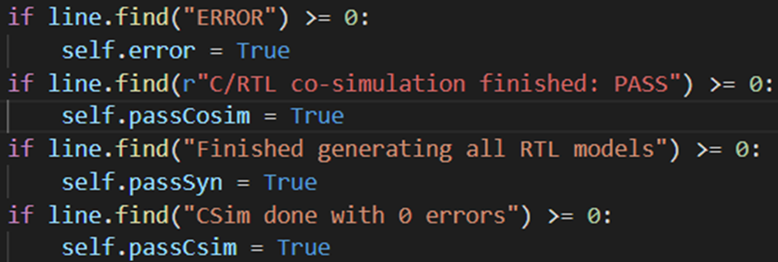 if line.find("ERROR") >= 0:
    self.error = True
if line.find(r"C/RTL co-simulation finished: PASS") >= 0:
    self.passCosim = True
if line.find("Finished generating all RTL models") >= 0:
    self.passSyn = True
if line.find("CSim done with 0 errors") >= 0:
    self.passCsim = True